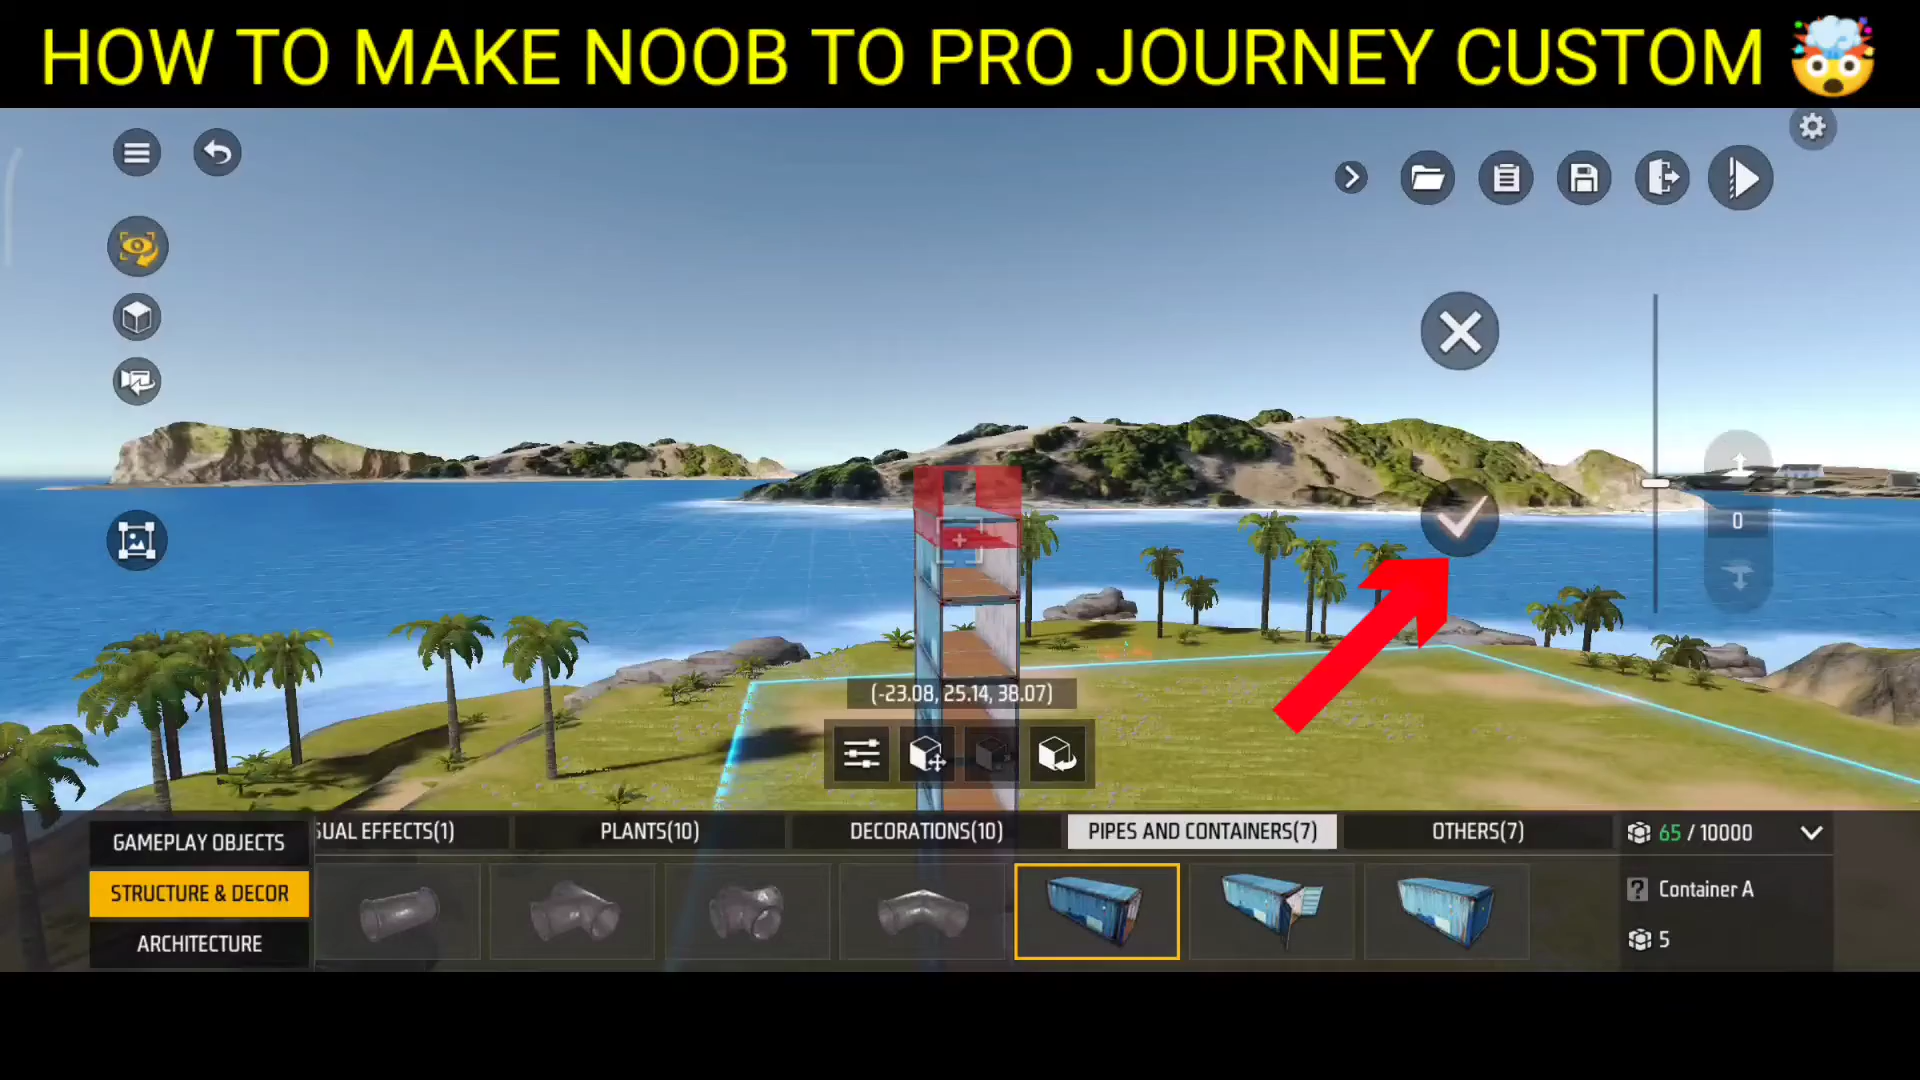 HOW TO MAKE NOOB TO PRO JOURNEY CUSTOM 🤯
0
(-23.08, 25.14, 38.07)
GAMEPLAY OBJECTS
STRUCTURE & DECOR
ARCHITECTURE
SUAL EFFECTS(1)
PLANTS(10)
DECORATIONS(10)
PIPES AND CONTAINERS(7)
OTHERS(7)
65 / 10000
? Container A
5